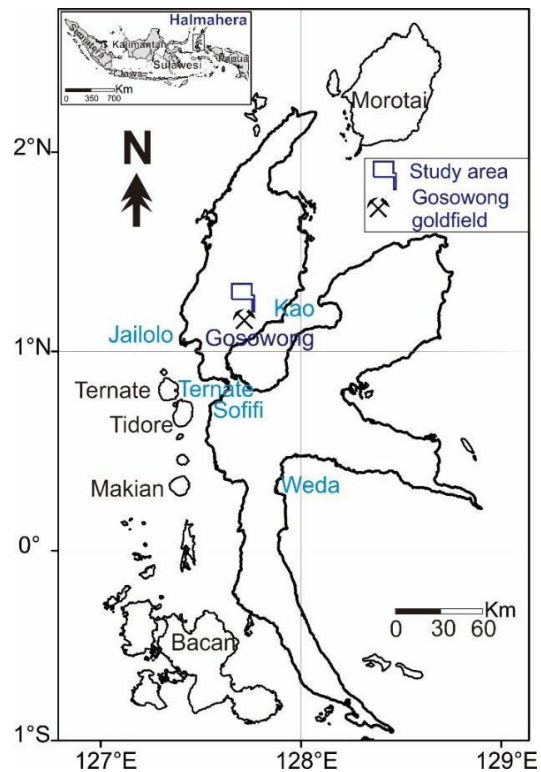 Halmahera
Sumatera
Kalimantan
Sulawesi
Papua
Jawa
Km
0 350 700
Morotai
2°N
N
Study area
Gosowong
goldfield
Kao
Jailolo
Gosowong
1°N
Ternate
Ternate
Sofifi
Tidore
Makian
Weda
0°
Km
0 30 60
Bacan
1°S
127°E
128°E
129°E